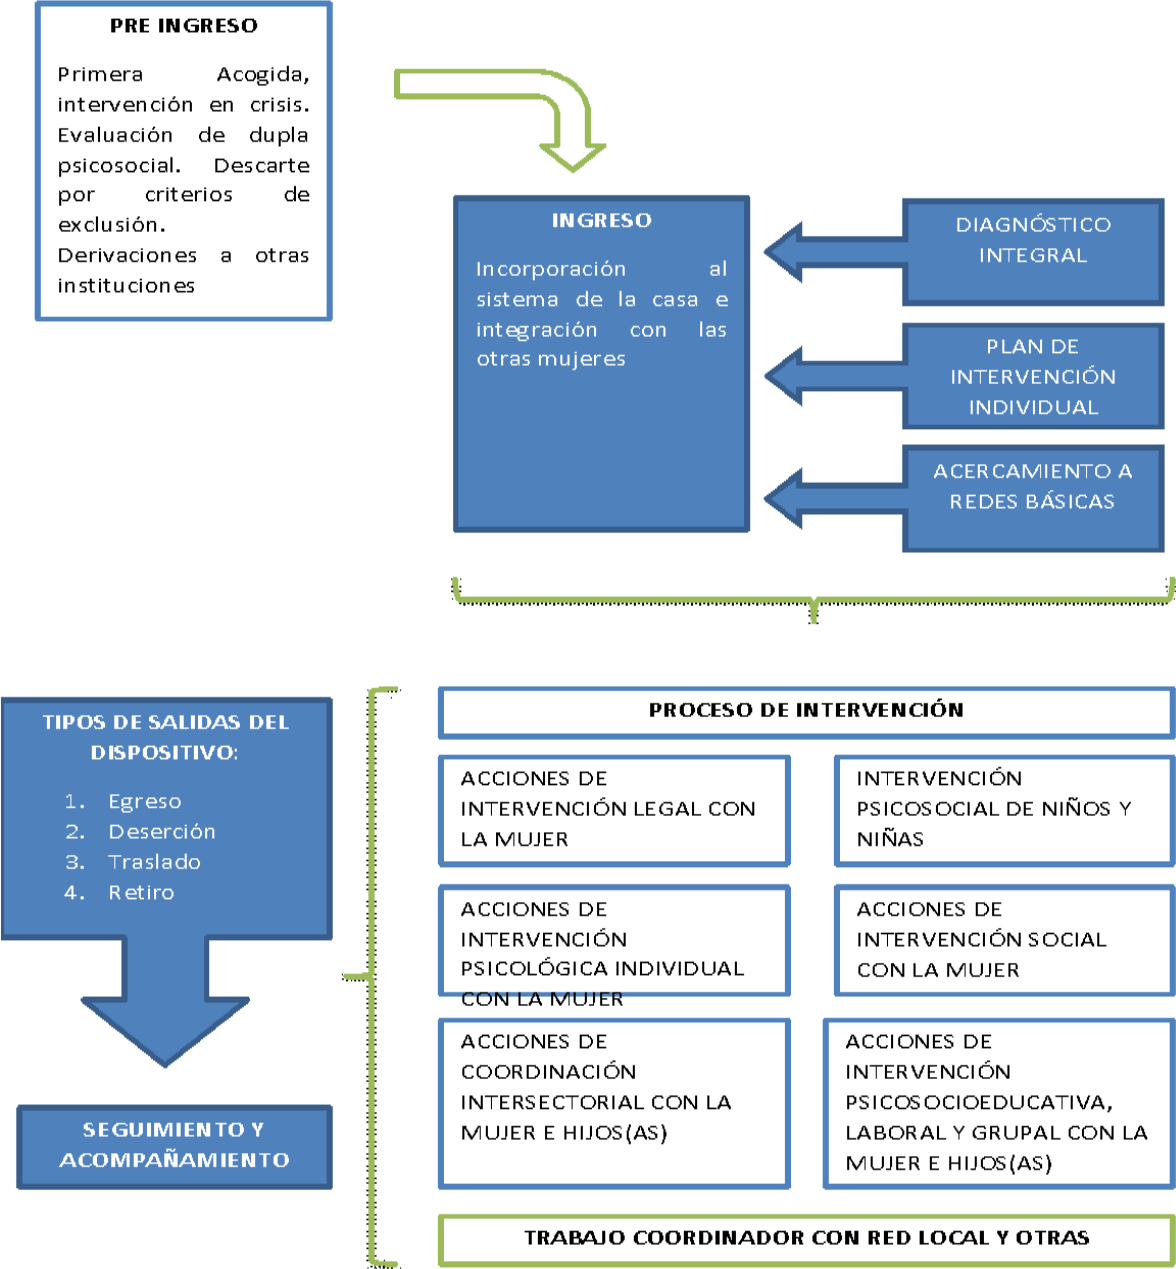 PRE INGRESO
Primera Acogida,
intervención en crisis.
Evaluación de dupla
psicosocial. Descarte
por criterios de
exclusión.
Derivaciones a otras
instituciones
INGRESO
Incorporación al
sistema de la casa e
integración con las
otras mujeres
DIAGNÓSTICO
INTEGRAL
PLAN DE
INTERVENCIÓN
INDIVIDUAL
ACERCAMIENTO A
REDES BÁSICAS
PROCESO DE INTERVENCIÓN
ACCIONES DE
INTERVENCIÓN LEGAL CON
LA MUJER
INTERVENCIÓN
PSICOSOCIAL DE NIÑOS Y
NIÑAS
ACCIONES DE
INTERVENCIÓN
PSICOLÓGICA INDIVIDUAL
CON LA MUJER
ACCIONES DE
INTERVENCIÓN SOCIAL
CON LA MUJER
ACCIONES DE
COORDINACIÓN
INTERSECTORIAL CON LA
MUJER E HIJOS(AS)
ACCIONES DE
INTERVENCIÓN
PSICOSOCIOEDUCATIVA,
LABORAL Y GRUPAL CON LA
MUJER E HIJOS(AS)
TRABAJO COORDINADOR CON RED LOCAL Y OTRAS
TIPOS DE SALIDAS DEL
DISPOSITIVO:
1. Egreso
2. Deserción
3. Traslado
4. Retiro
SEGUIMIENTO Y
ACOMPAÑAMIENTO